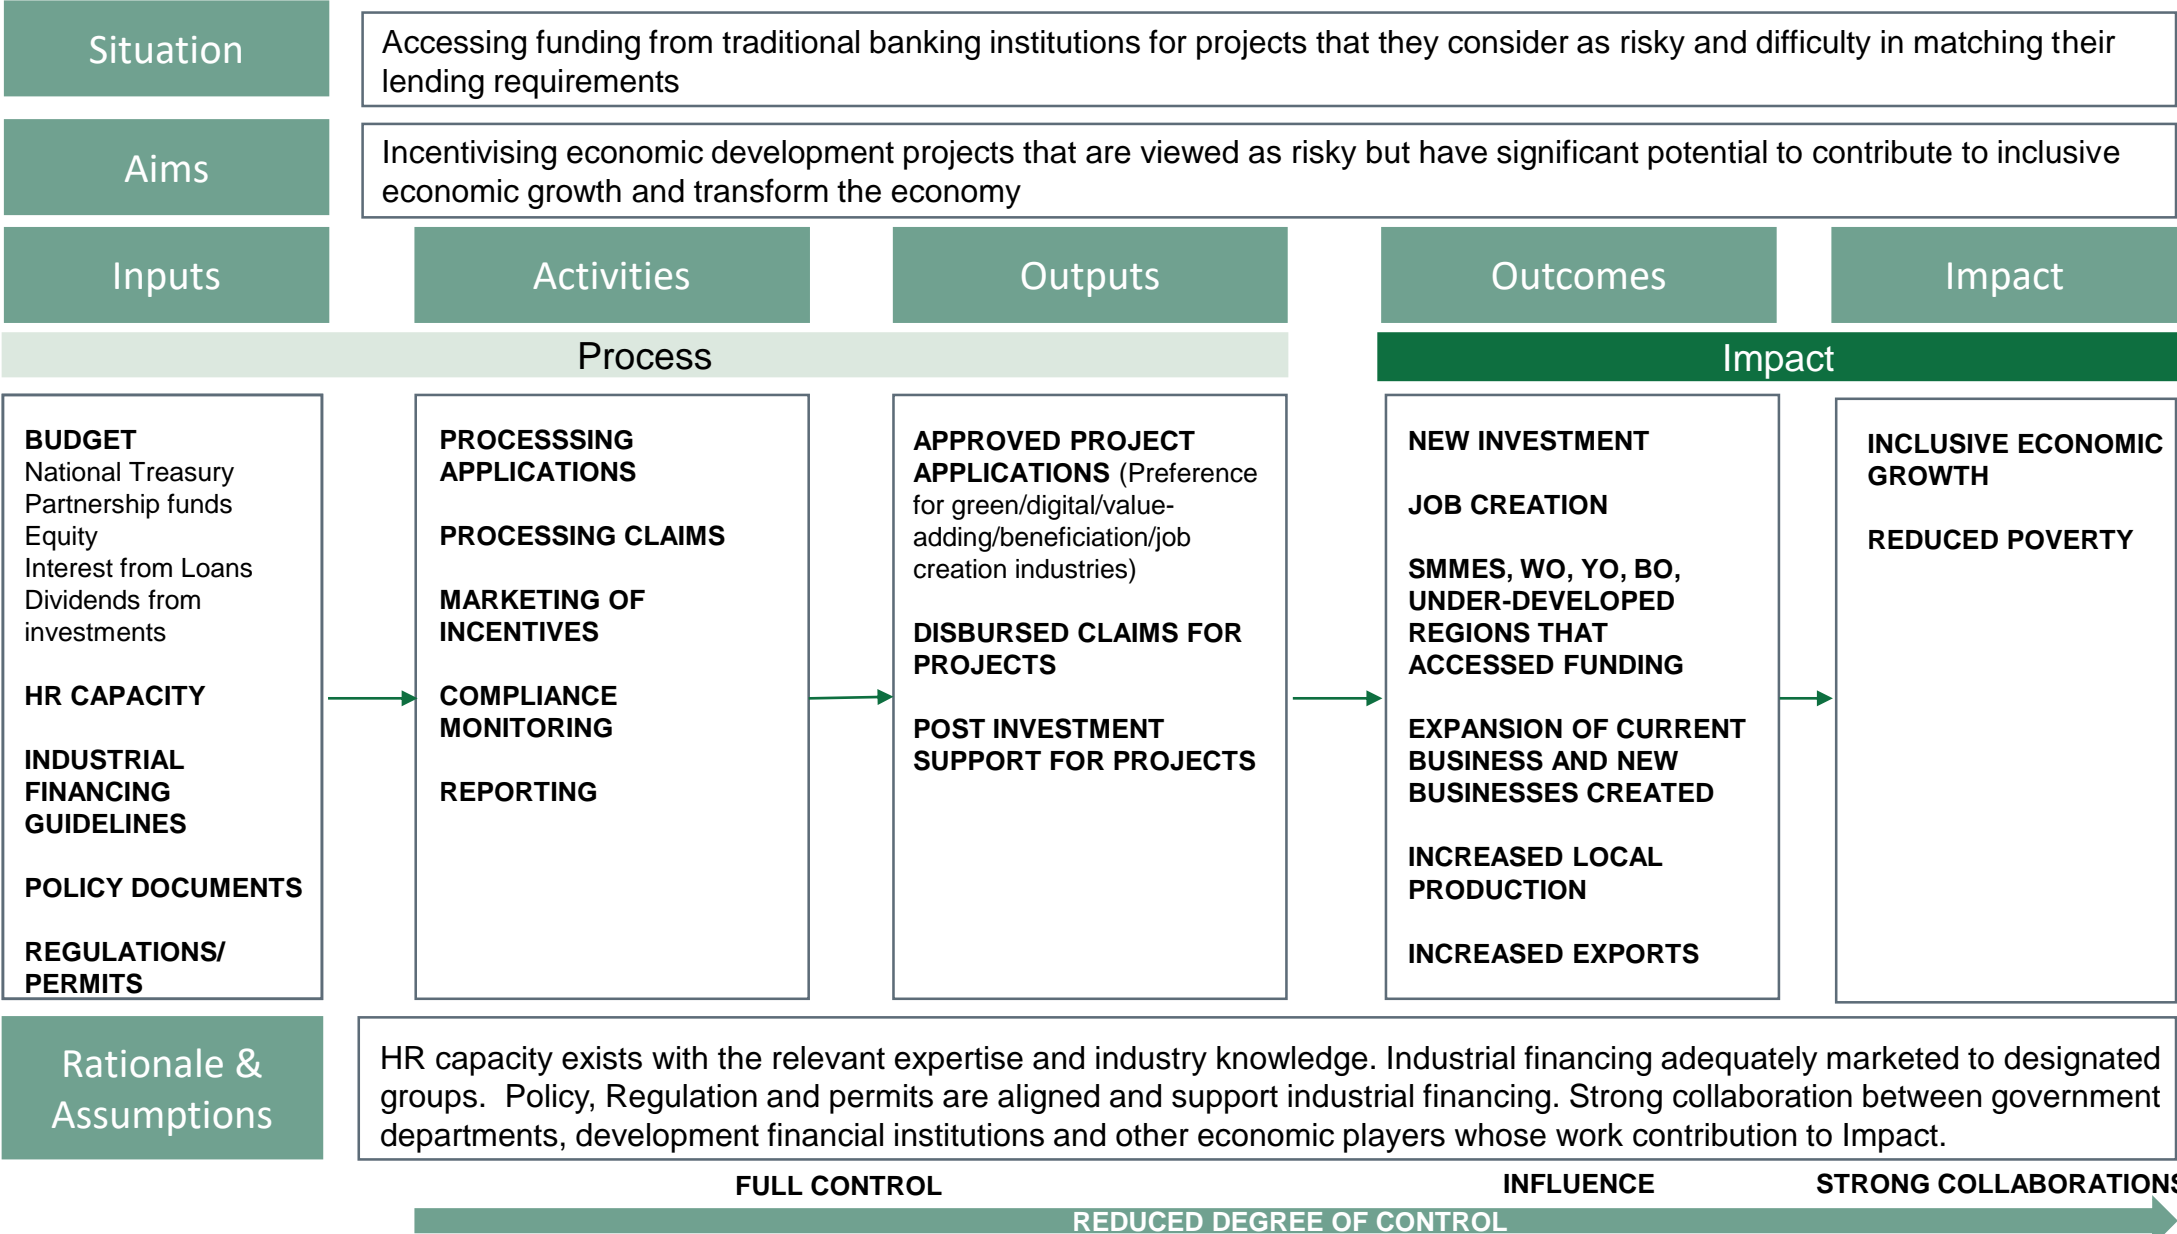 Situation
Accessing funding from traditional banking institutions for projects that they consider as risky and difficulty in matching their
lending requirements
Aims
Incentivising economic development projects that are viewed as risky but have significant potential to contribute to inclusive
economic growth and transform the economy
Inputs
Activities
Outputs
Outcomes
Impact
Process
Impact
BUDGET
National Treasury
Partnership funds
Equity
Interest from Loans
Dividends from
investments
HR CAPACITY
INDUSTRIAL
FINANCING
GUIDELINES
POLICY DOCUMENTS
REGULATIONS/
PERMITS
PROCESSSING
APPLICATIONS
PROCESSING CLAIMS
MARKETING OF
INCENTIVES
COMPLIANCE
MONITORING
REPORTING
APPROVED PROJECT
APPLICATIONS (Preference
for green/digital/value-
adding/beneficiation/job
creation industries)
DISBURSED CLAIMS FOR
PROJECTS
POST INVESTMENT
SUPPORT FOR PROJECTS
NEW INVESTMENT
JOB CREATION
SMMES, WO, YO, BO,
UNDER-DEVELOPED
REGIONS THAT
ACCESSED FUNDING
EXPANSION OF CURRENT
BUSINESS AND NEW
BUSINESSES CREATED
INCREASED LOCAL
PRODUCTION
INCREASED EXPORTS
INCLUSIVE ECONOMIC
GROWTH
REDUCED POVERTY
Rationale &
Assumptions
HR capacity exists with the relevant expertise and industry knowledge. Industrial financing adequately marketed to designated
groups.  Policy, Regulation and permits are aligned and support industrial financing. Strong collaboration between government
departments, development financial institutions and other economic players whose work contribution to Impact.
FULL CONTROL
INFLUENCE
STRONG COLLABORATIONS
REDUCED DEGREE OF CONTROL